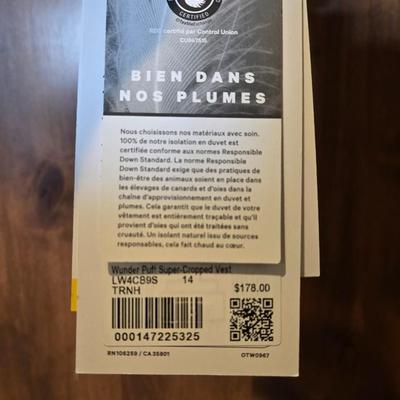 CERTIFIED
RDS certifié par Control Union
BIEN DANS
NOS PLUMES
Nous choisissons nos matériaux avec soin.
100% de notre isolation en duvet est
certifiée conforme aux normes Responsible
Down Standard. La norme Responsible
Down Standard exige que des pratiques de
bien-être des animaux soient en place dans
les élevages de canards et d'oies dans la
chaîne d'approvisionnement en duvet et
plumes. Cela garantit que le duvet de votre
vêtement est entièrement traçable et qu'il
provient d'oies qui ont été traitées sans
cruauté. Un isolant naturel issu de sources
responsables, cela fait chaud au cœur.
Wunder Puff Super-Cropped Vest
LW4CB9S 14
TRNH
$178.00
000147225325
RN106259 / CA35801
OTW0967